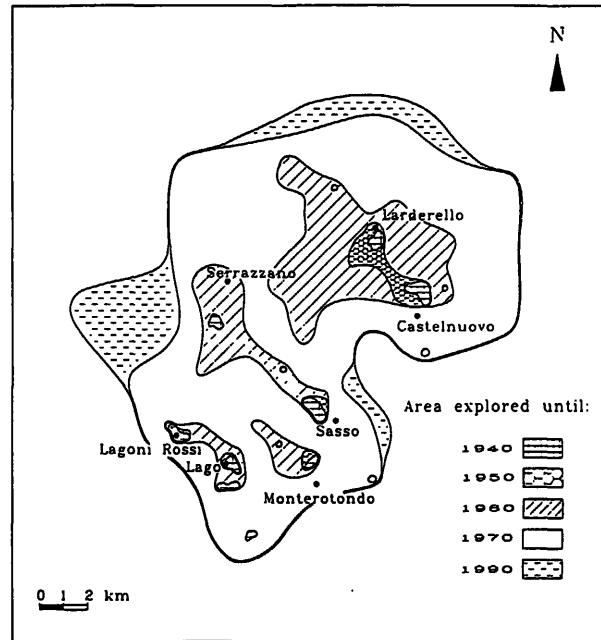 N
Larderello
Serrazzano
Castelnuovo
Area explored until:
Sasso
1940
Lagoni Rossi
Lago
1950
Monterotondo
1960
1970
1990
0 1 2 km